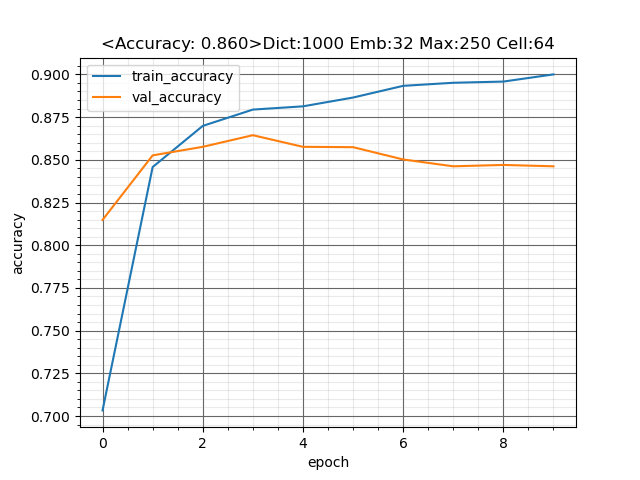 <Accuracy: 0.860>Dict:1000 Emb:32 Max:250 Cell:64
train_accuracy
val_accuracy
0.900
0.875
0.850
0.825
0.800
0.775
0.750
0.725
0.700
accuracy
0 2 4 6 8
epoch